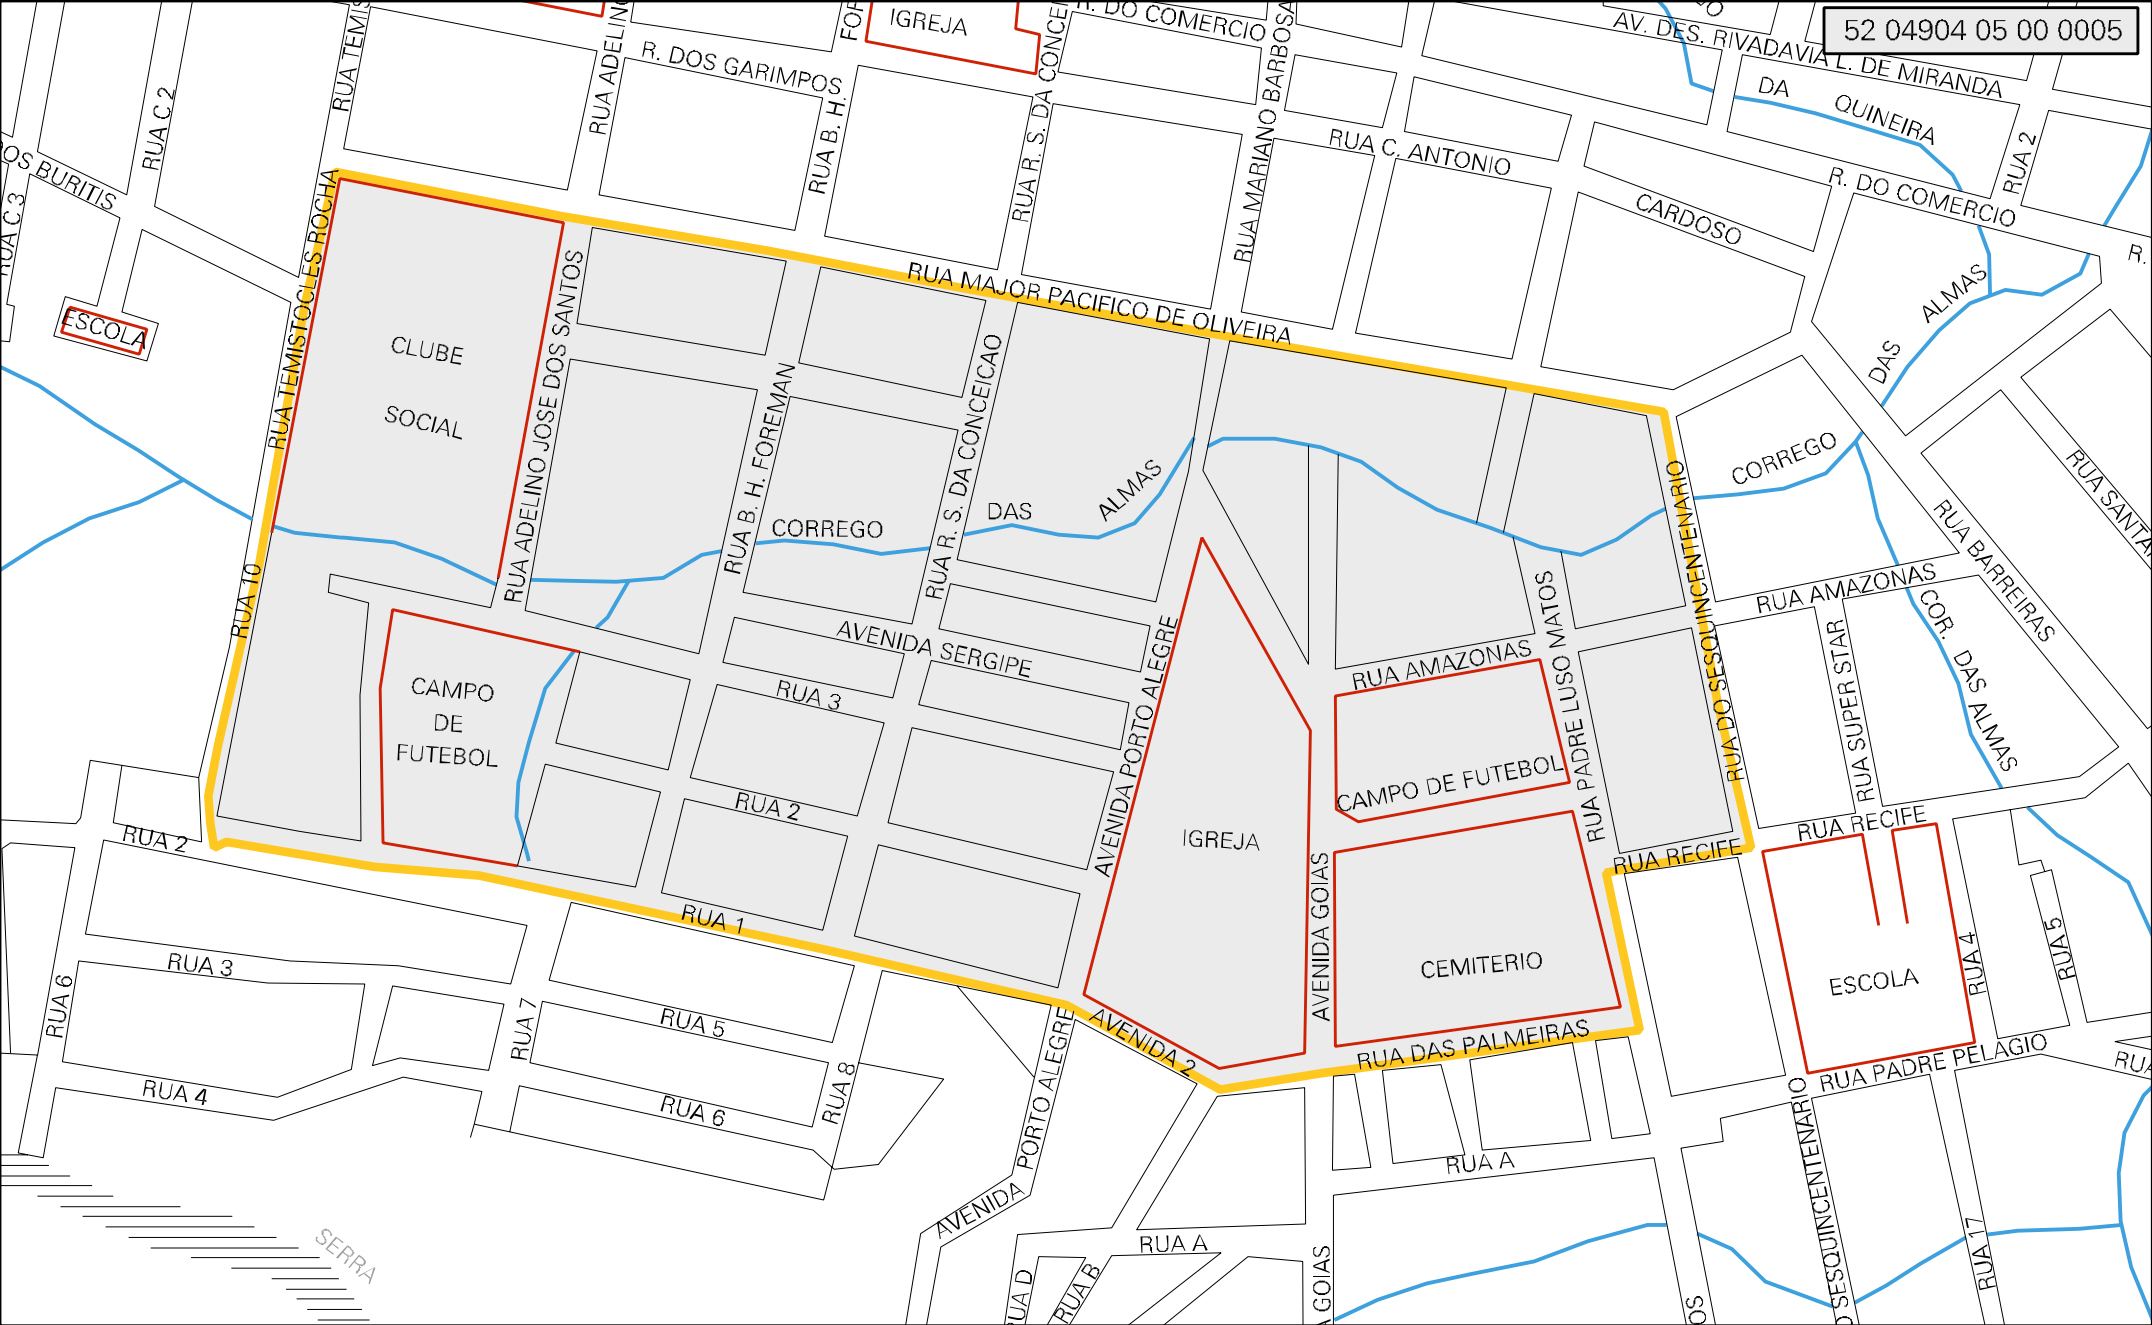 52 04904 05 00 0005
IGREJA
R. DO COMERCIO
AV. DES. RIVADAVIA L. DE MIRANDA
R. DOS GARIMPOS
RUA C 2
RUA B. H.
RUA R. S. DA
RUA MARIANO BARBOSA
RUA C. ANTONIO
DA
QUINEIRA
RUA 2
R. DO COMERCIO
CARDOSO
R.
BURITIS
RUA C 3
ESCOLA
RUA TEMISTOCLES ROCHA
RUA MAJOR PACIFICO DE OLIVEIRA
CLUBE
SOCIAL
RUA ADELINO JOSE DOS SANTOS
RUA B. H. FOREMAN
RUA R. S. DA CONCEICAO
CORREGO
DAS
ALMAS
CORREGO
DAS
ALMAS
RUA BARREIRAS
RUA AMAZONAS
COR.
DAS ALMAS
RUA SUPER STAR
RUA RECIFE
RUA DO SESQUINCENTENARIO
RUA 10
CAMPO
DE
FUTEBOL
AVENIDA SERGIPE
RUA 3
RUA 2
RUA 1
AVENIDA PORTO ALEGRE
IGREJA
RUA AMAZONAS
CAMPO DE FUTEBOL
RUA PADRE LUSO MATOS
RUA RECIFE
AVENIDA GOIAS
CEMITERIO
RUA DAS PALMEIRAS
AVENIDA 2
RUA 2
RUA 3
RUA 6
RUA 4
RUA 7
RUA 5
RUA 6
RUA 8
AVENIDA
PORTO ALEGRE
ESCOLA
RUA 4
RUA 5
RUA PADRE PELAGIO
RUA
RUA A
RUA A
RUA B
RUA D
GOIAS
SESQUINCENTENARIO
RUA 17
SERRA